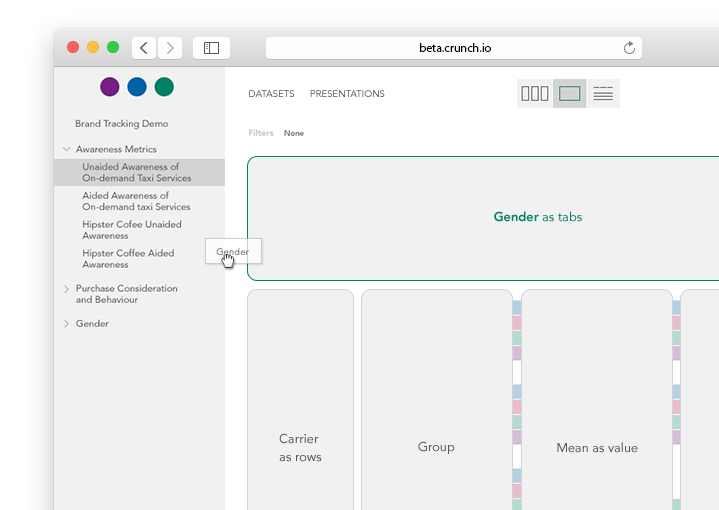 beta.crunch.io
DATASETS PRESENTATIONS
Brand Tracking Demo
Filters None
Awareness Metrics
Unaided Awareness of
On-demand Taxi Services
Aided Awareness of
On-demand taxi Services
Hipster Cofee Unaided
Awareness
Hipster Coffee Aided
Awareness
Purchase Consideration
and Behaviour
Gender
Gender
Gender as tabs
Carrier
as rows
Group
Mean as value